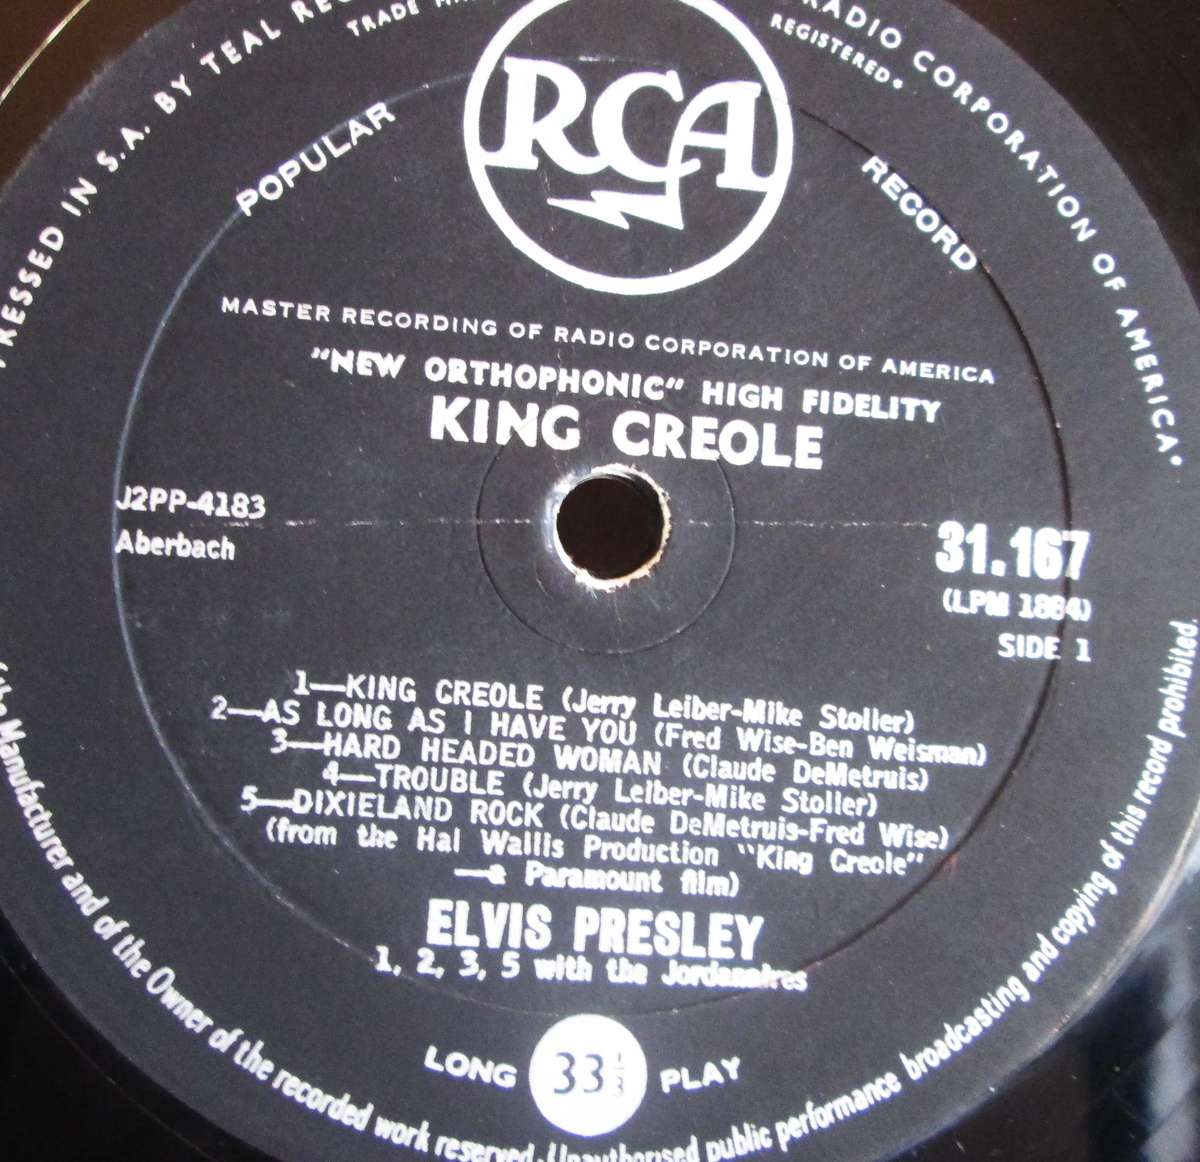 PRESSED IN S.A. BY TEAL
TRADE
RADIO CORPORATION OF AMERICA.
REGISTERED.
RCA
POPULAR RECORD
MASTER RECORDING OF RADIO CORPORATION OF AMERICA
"NEW ORTHOPHONIC" HIGH FIDELITY
KING CREOLE
J2PP-4183
Aberbach
31.167
(LPM 1884)
SIDE 1
1—KING CREOLE (Jerry Leiber-Mike Stoller)
2—AS LONG AS I HAVE YOU (Fred Wise-Ben Weisman)
3—HARD HEADED WOMAN (Claude DeMetruis)
4—TROUBLE (Jerry Leiber-Mike Stoller)
5—DIXIELAND ROCK (Claude DeMetruis-Fred Wise)
(from the Hal Wallis Production "King Creole"
—a Paramount film)
ELVIS PRESLEY
1, 2, 3, 5 with the Jordanaires
LONG 33⅓ PLAY
the Manufacturer and of the Owner of the recorded work reserved. Unauthorised public performance broadcasting and copying of this record prohibited.